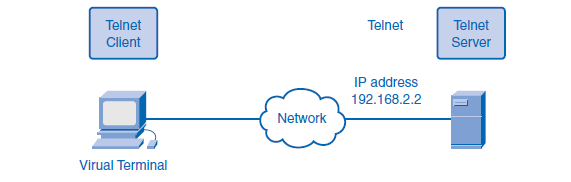 Telnet
Client
Telnet
Telnet
Server
IP address
192.168.2.2
Network
Virual Terminal